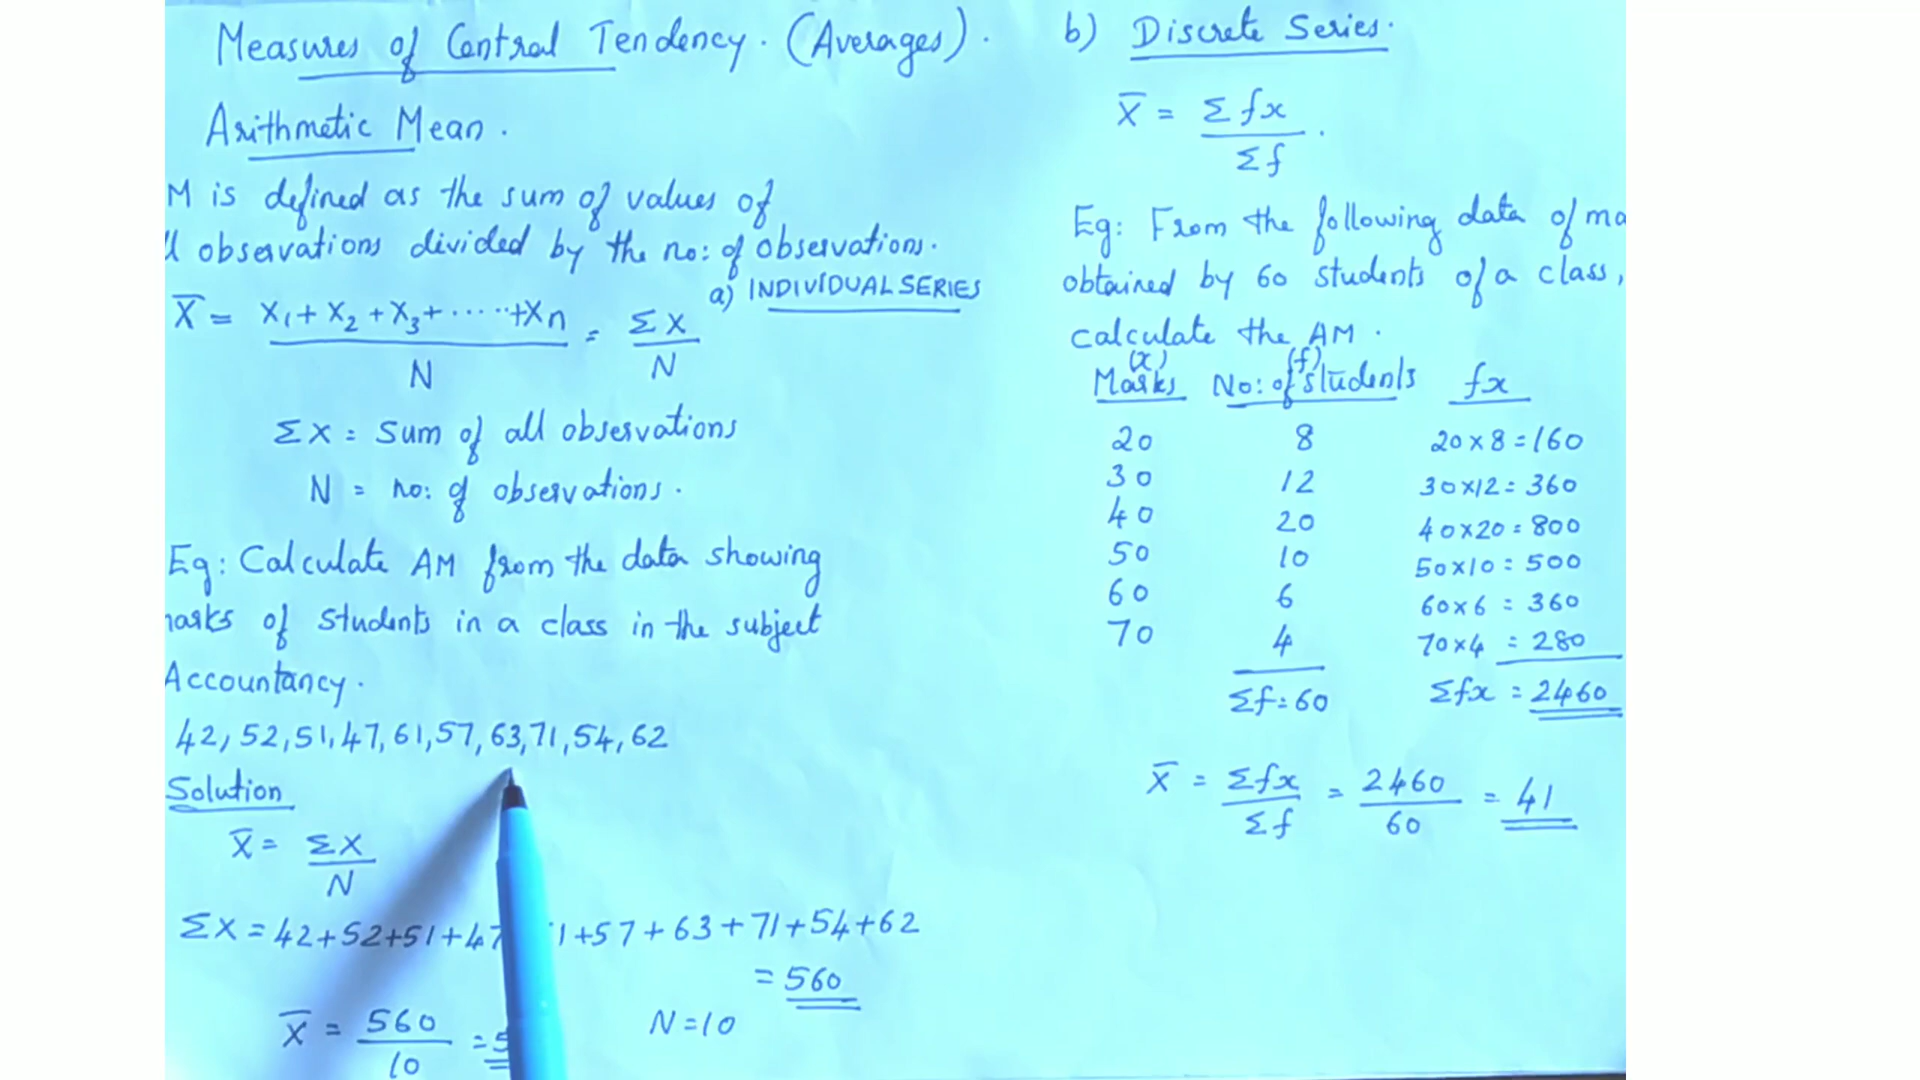 Measures of Central Tendency. (Averages).
Arithmetic Mean.
M is defined as the sum of values of
observations divided by the no: of observations.
a) INDIVIDUAL SERIES
X̅ = X₁ + X₂ + X₃ + ...... + Xn / N = ΣX / N
ΣX = Sum of all observations
N = no: of observations.
Eg: Calculate AM from the data showing
arks of students in a class in the subject
Accountancy.
42, 52, 51, 47, 61, 57, 63, 71, 54, 62
Solution
X̅ = ΣX / N
ΣX = 42+52+51+47 1+57+63+71+54+62
= 560
X̅ = 560 / 10 = 5
N = 10
b) Discrete Series.
X̅ = Σfx / Σf .
Eg: From the following data of ma
obtained by 60 students of a class,
calculate the AM.
(x) (f)
Marks No: of students fx
20 8 20 x 8 = 160
30 12 30 x 12 = 360
40 20 40 x 20 = 800
50 10 50 x 10 = 500
60 6 60 x 6 = 360
70 4 70 x 4 = 280
Σf = 60 Σfx = 2460
X̅ = Σfx / Σf = 2460 / 60 = 41